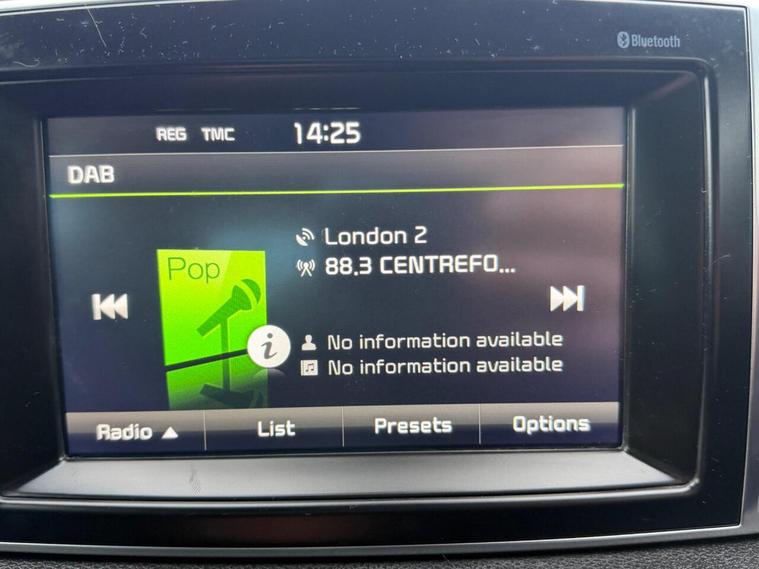 Bluetooth
REG TMC 14:25
DAB
London 2
88.3 CENTREFO...
Pop
i
No information available
No information available
Radio ▲ List Presets Options